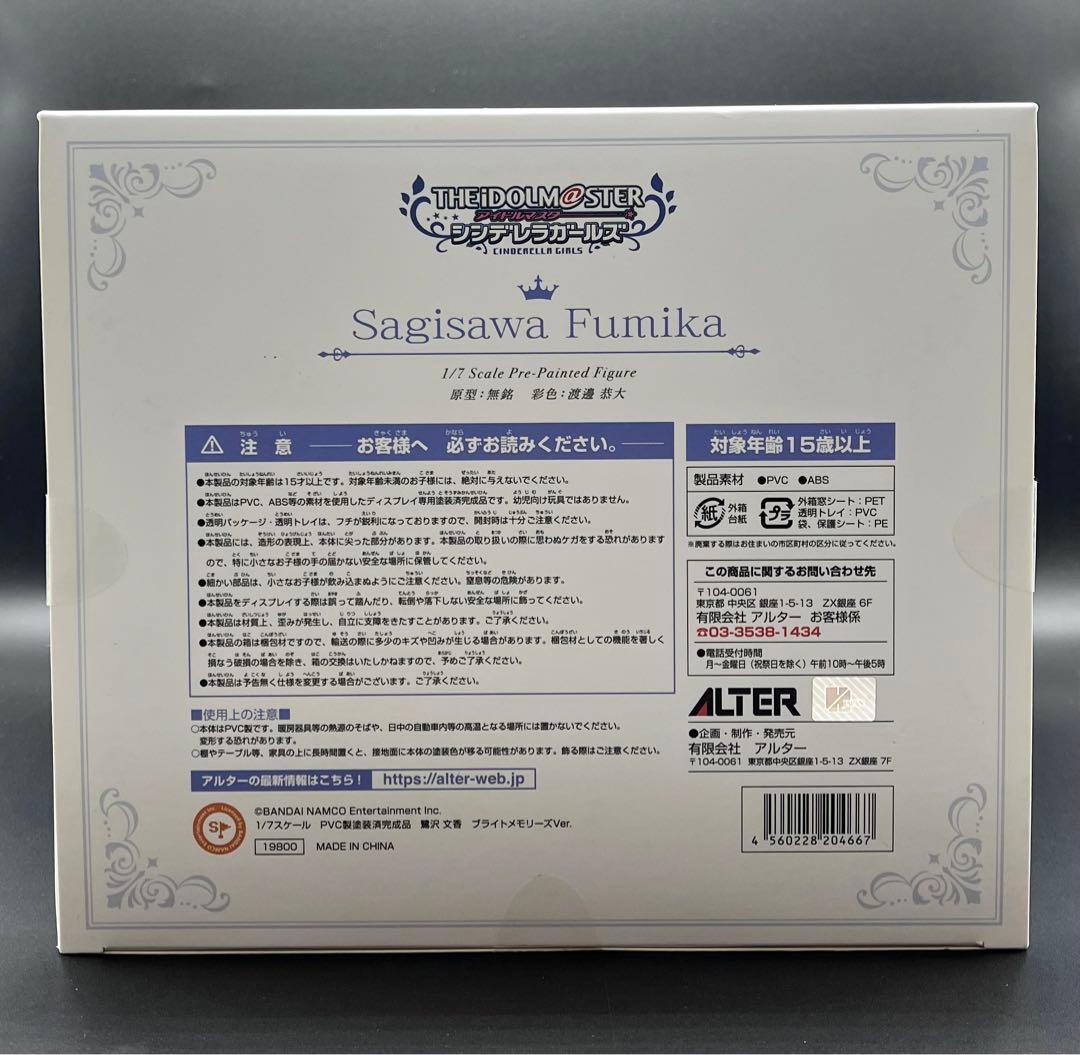 THE iDOLM@STER
アイドルマスター
シンデレラガールズ
CINDERELLA GIRLS
Sagisawa Fumika
1/7 Scale Pre-Painted Figure
原型：無銘　彩色：渡邊 恭大
注意 お客様へ 必ずお読みください。
●本製品の対象年齢は15才以上です。対象年齢未満のお子様には、絶対に与えないでください。
●本製品はPVC、ABS等の素材を使用したディスプレイ専用塗装済完成品です。幼児向け玩具ではありません。
●透明パッケージ・透明トレイは、フチが鋭利になっておりますので、開封時は十分ご注意ください。
●本製品には、造形の表現上、本体に尖った部分があります。本製品の取り扱いの際に思わぬケガをする恐れがあります
ので、特に小さなお子様の手の届かない安全な場所に保管してください。
●細かい部品は、小さなお子様が飲み込まぬようにご注意ください。窒息等の危険があります。
●本製品をディスプレイする際は誤って踏んだり、転倒や落下しない安全な場所に飾ってください。
●本製品は材質上、歪みが発生し、自立に支障をきたすことがあります。ご了承ください。
●本製品の箱は梱包材ですので、輸送の際に多少のキズや凹みが生じる場合があります。梱包材としての機能を著しく
損なう破損の場合を除き、箱の交換はいたしかねますので、予めご了承ください。
●本製品は予告無く仕様を変更する場合がございます。ご了承ください。
■使用上の注意■
○本体はPVC製です。暖房器具等の熱源のそばや、日中の自動車内等の高温となる場所には置かないでください。
変形する恐れがあります。
○棚やテーブル等、家具の上に長時間置くと、接地面に本体の塗装色が移る可能性があります。飾る際はご注意ください。
アルターの最新情報はこちら！ https://alter-web.jp
©BANDAI NAMCO Entertainment Inc.
1/7スケール　PVC製塗装済完成品　鷺沢 文香　ブライトメモリーズVer.
19800 MADE IN CHINA
対象年齢15歳以上
製品素材 ●PVC ●ABS
紙 外箱 台紙
プラ 外箱窓シート：PET
透明トレイ：PVC
袋、保護シート：PE
※廃棄する際はお住まいの市区町村の区分に従ってください。
この商品に関するお問い合わせ先
〒104-0061
東京都 中央区 銀座1-5-13　ZX銀座 6F
有限会社 アルター　お客様係
☎03-3538-1434
●電話受付時間
月～金曜日（祝祭日を除く）午前10時～午後5時
ALTER
●企画・制作・発売元
有限会社　アルター
〒104-0061　東京都中央区銀座1-5-13　ZX銀座 7F
4 560228 204667